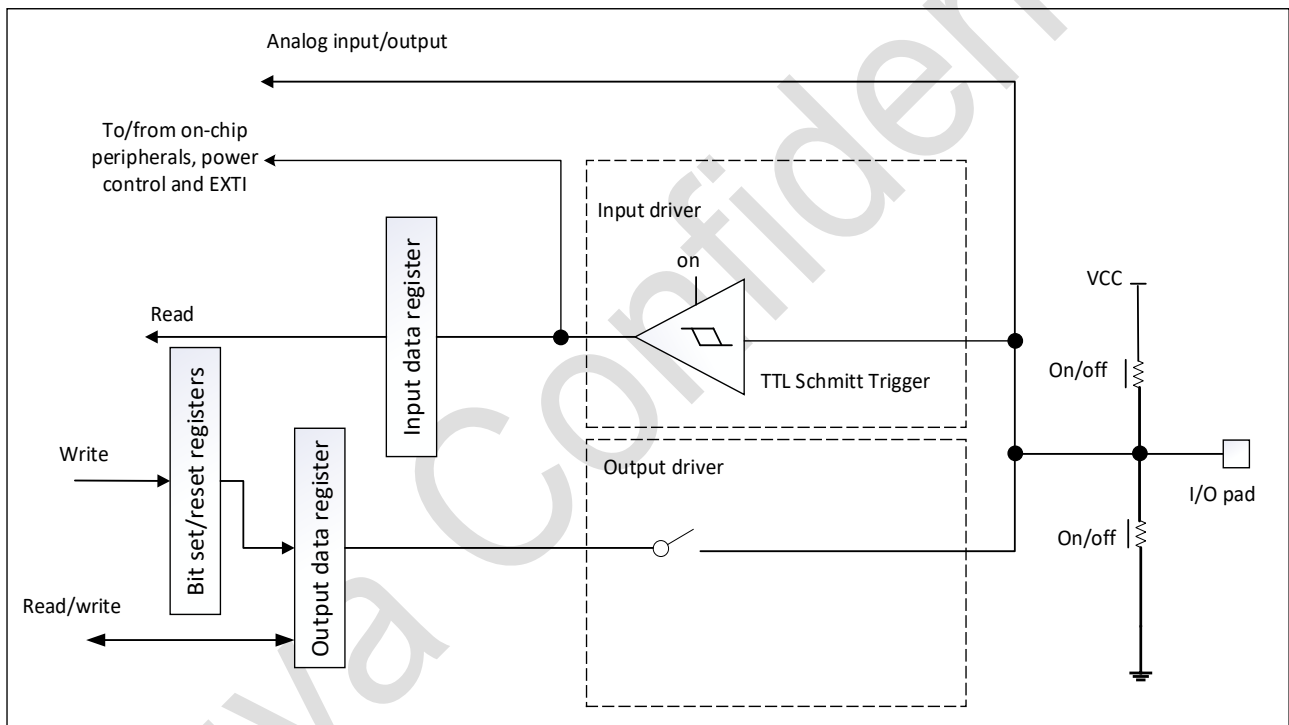 Analog input/output
To/from on-chip
peripherals, power
control and EXTI
Input driver
on
Input data register
VCC
Read
On/off
TTL Schmitt Trigger
Bit set/reset registers
Write
Output data register
Output driver
I/O pad
On/off
Read/write